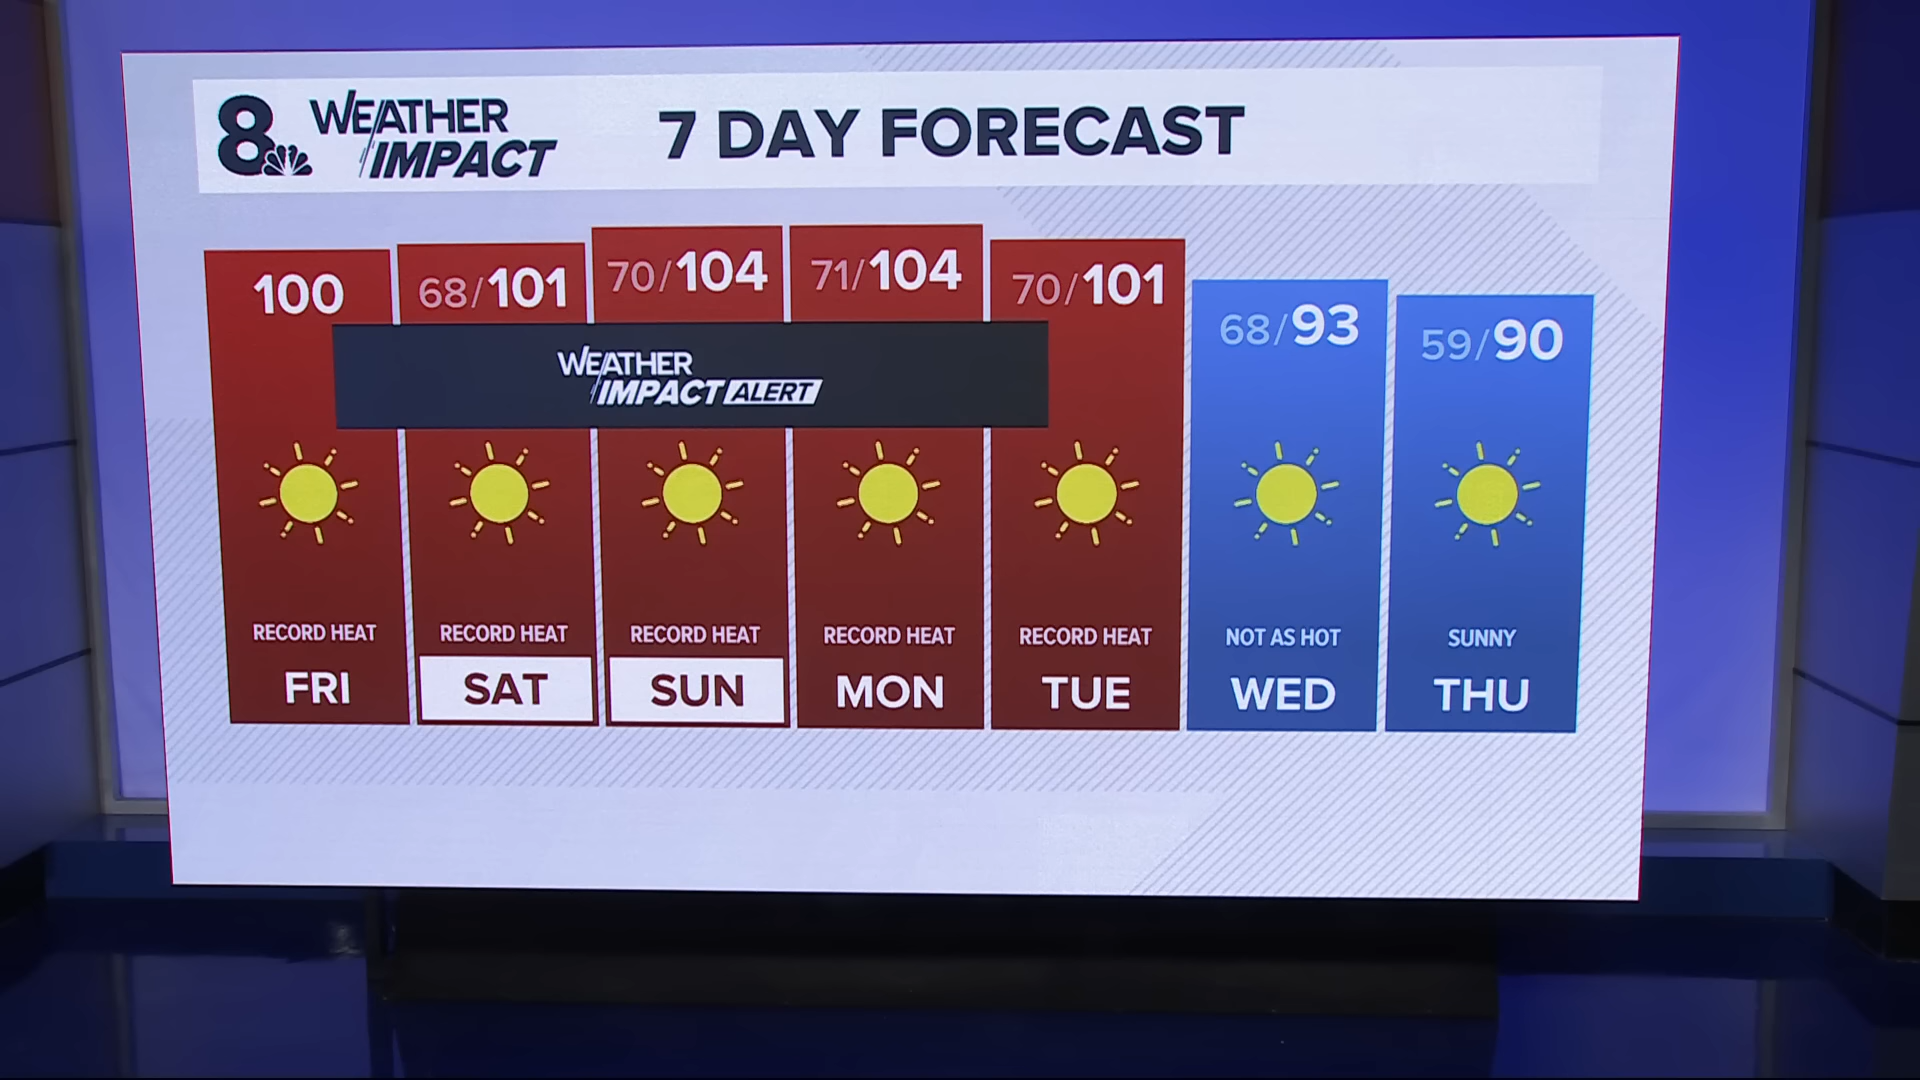 8 WEATHER IMPACT
7 DAY FORECAST
100
68/101
70/104
71/104
70/101
68/93
59/90
WEATHER
IMPACT ALERT
RECORD HEAT
RECORD HEAT
RECORD HEAT
RECORD HEAT
RECORD HEAT
NOT AS HOT
SUNNY
FRI
SAT
SUN
MON
TUE
WED
THU